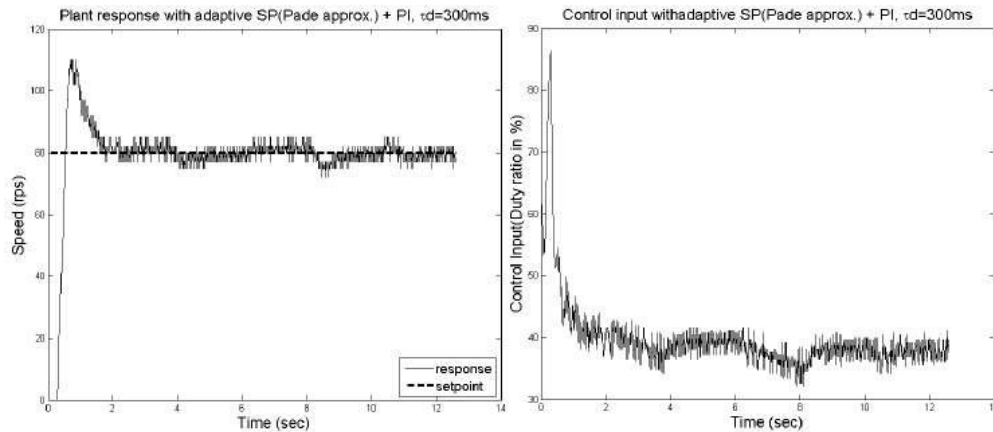 Plant response with adaptive SP(Pade approx.) + PI, τd=300ms
120
100
80
60
40
20
0
0 2 4 6 8 10 12 14
Speed (rps)
Time (sec)
response
setpoint
Control input withadaptive SP(Pade approx.) + PI, τd=300ms
90
80
70
60
50
40
30
0 2 4 6 8 10 12 14
Control Input(Duty ratio in %)
Time (sec)